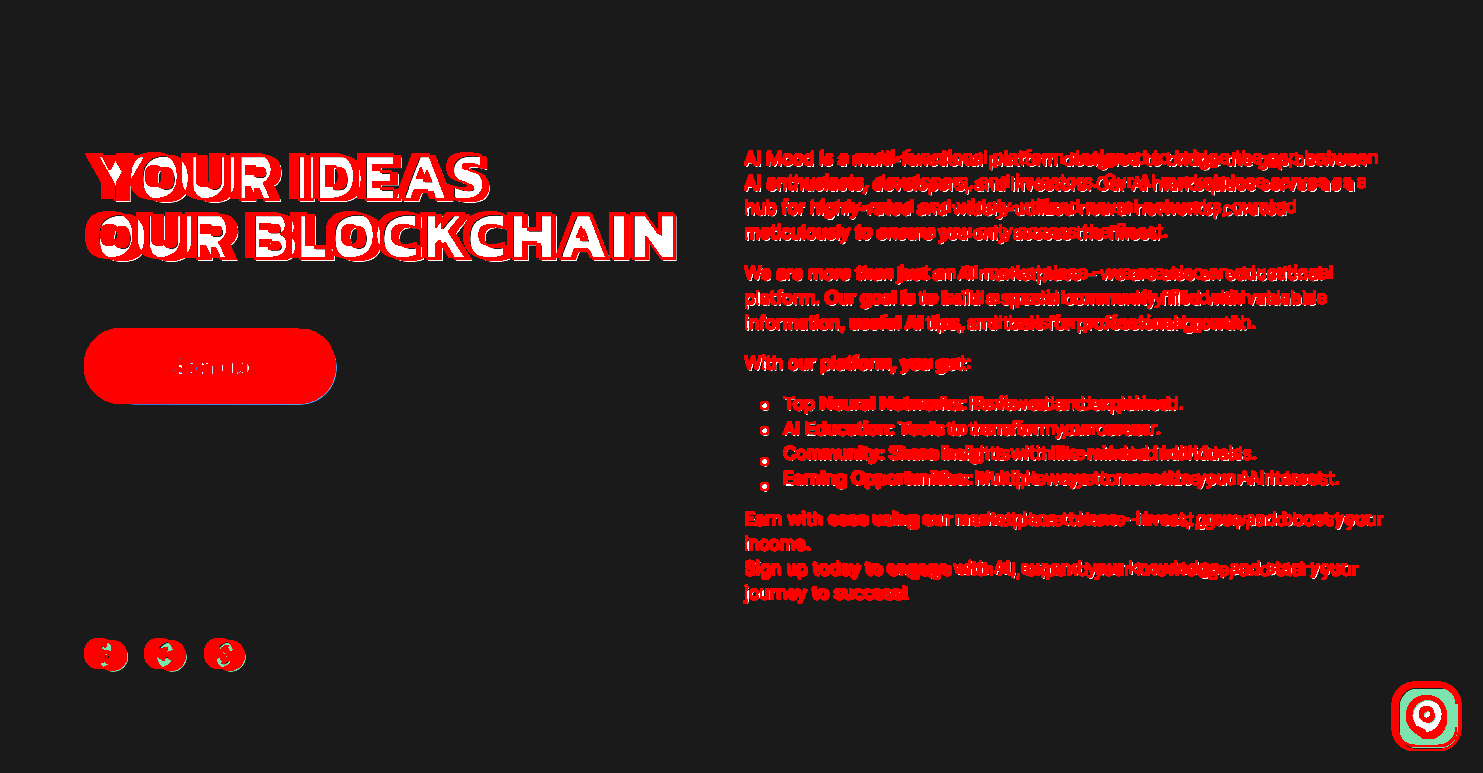 YOUR IDEAS
OUR BLOCKCHAIN
Sign up
AI Mood is a multi-functional platform designed to bridge the gap between
AI enthusiasts, developers, and investors. Our AI marketplace serves as a
hub for highly-rated and widely-utilized neural networks, curated
meticulously to ensure you only access the finest.
We are more than just an AI marketplace - we are also an educational
platform. Our goal is to build a special community filled with valuable
information, useful AI tips, and tools for professional growth.
With our platform, you get:
Top Neural Networks: Reviewed and explained.
AI Education: Tools to transform your career.
Community: Share insights with like-minded individuals.
Earning Opportunities: Multiple ways to monetize your AI interest.
Earn with ease using our marketplace tokens - invest, grow, and boost your
income.
Sign up today to engage with AI, expand your knowledge, and start your
journey to success!